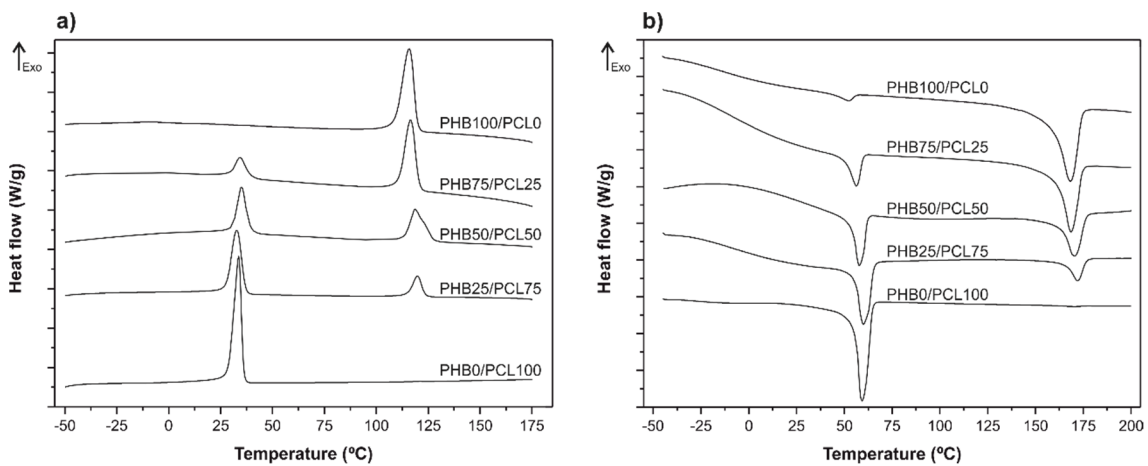 a)
↑Exo
PHB100/PCL0
PHB75/PCL25
PHB50/PCL50
PHB25/PCL75
PHB0/PCL100
Heat flow (W/g)
-50 -25 0 25 50 75 100 125 150 175
Temperature (ºC)
b)
↑Exo
PHB100/PCL0
PHB75/PCL25
PHB50/PCL50
PHB25/PCL75
PHB0/PCL100
Heat flow (W/g)
-50 -25 0 25 50 75 100 125 150 175 200
Temperature (ºC)